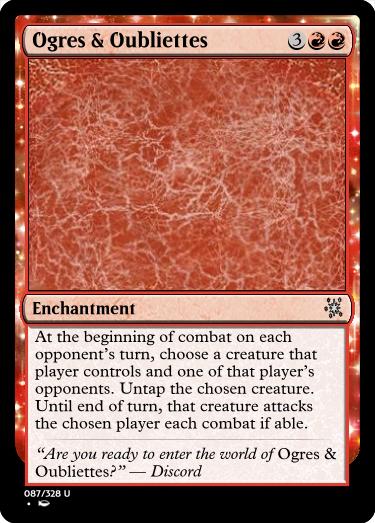 Ogres & Oubliettes 3
Enchantment
At the beginning of combat on each
opponent's turn, choose a creature that
player controls and one of that player's
opponents. Untap the chosen creature.
Until end of turn, that creature attacks
the chosen player each combat if able.
“Are you ready to enter the world of Ogres &
Oubliettes?” — Discord
087/328 U